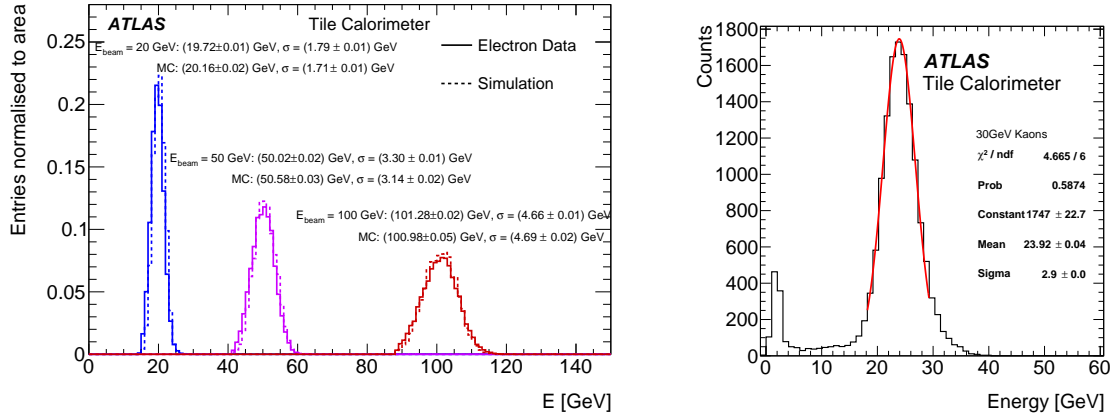 ATLAS Tile Calorimeter
E_beam = 20 GeV: (19.72±0.01) GeV, σ = (1.79 ± 0.01) GeV
MC: (20.16±0.02) GeV, σ = (1.71 ± 0.01) GeV
Electron Data
Simulation
E_beam = 50 GeV: (50.02±0.02) GeV, σ = (3.30 ± 0.01) GeV
MC: (50.58±0.03) GeV, σ = (3.14 ± 0.02) GeV
E_beam = 100 GeV: (101.28±0.02) GeV, σ = (4.66 ± 0.01) GeV
MC: (100.98±0.05) GeV, σ = (4.69 ± 0.02) GeV
Entries normalised to area
0.25
0.2
0.15
0.1
0.05
0
0 20 40 60 80 100 120 140
E [GeV]
ATLAS
Tile Calorimeter
30GeV Kaons
χ² / ndf 4.665 / 6
Prob 0.5874
Constant 1747 ± 22.7
Mean 23.92 ± 0.04
Sigma 2.9 ± 0.0
Counts
1800
1600
1400
1200
1000
800
600
400
200
0
0 10 20 30 40 50 60
Energy [GeV]